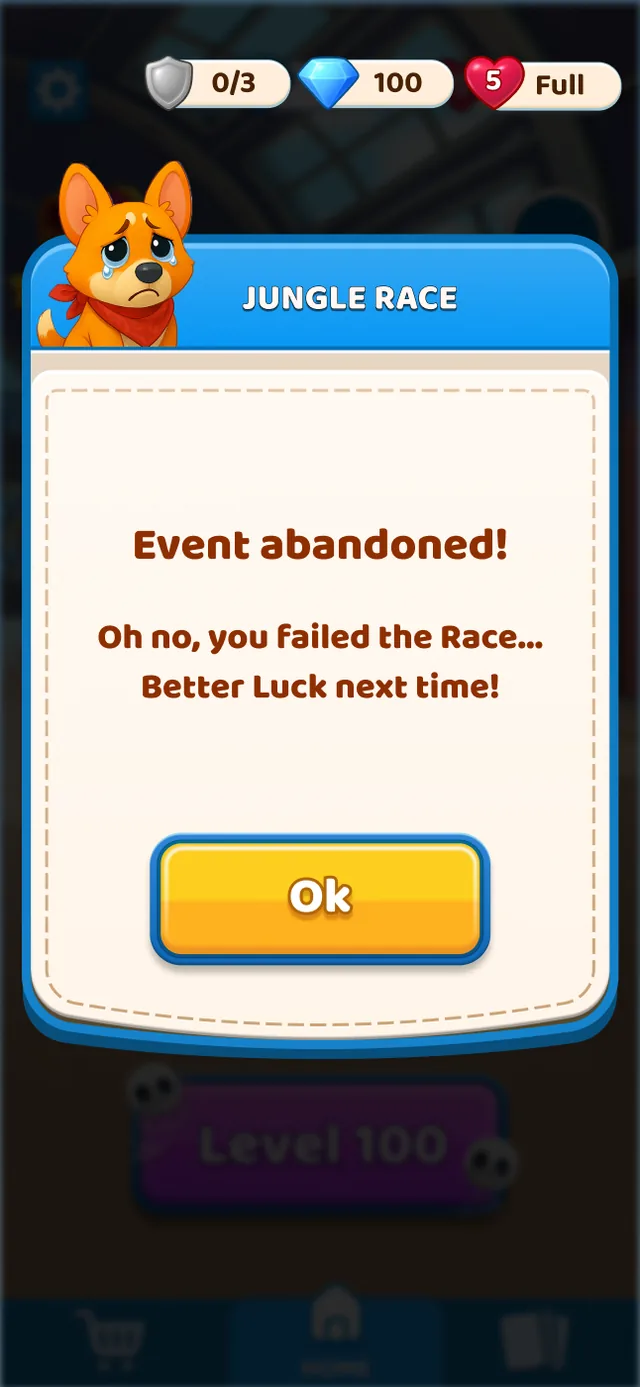 0/3
100
5
Full
JUNGLE RACE
Event abandoned!
Oh no, you failed the Race...
Better Luck next time!
Ok
Level 100
HOME